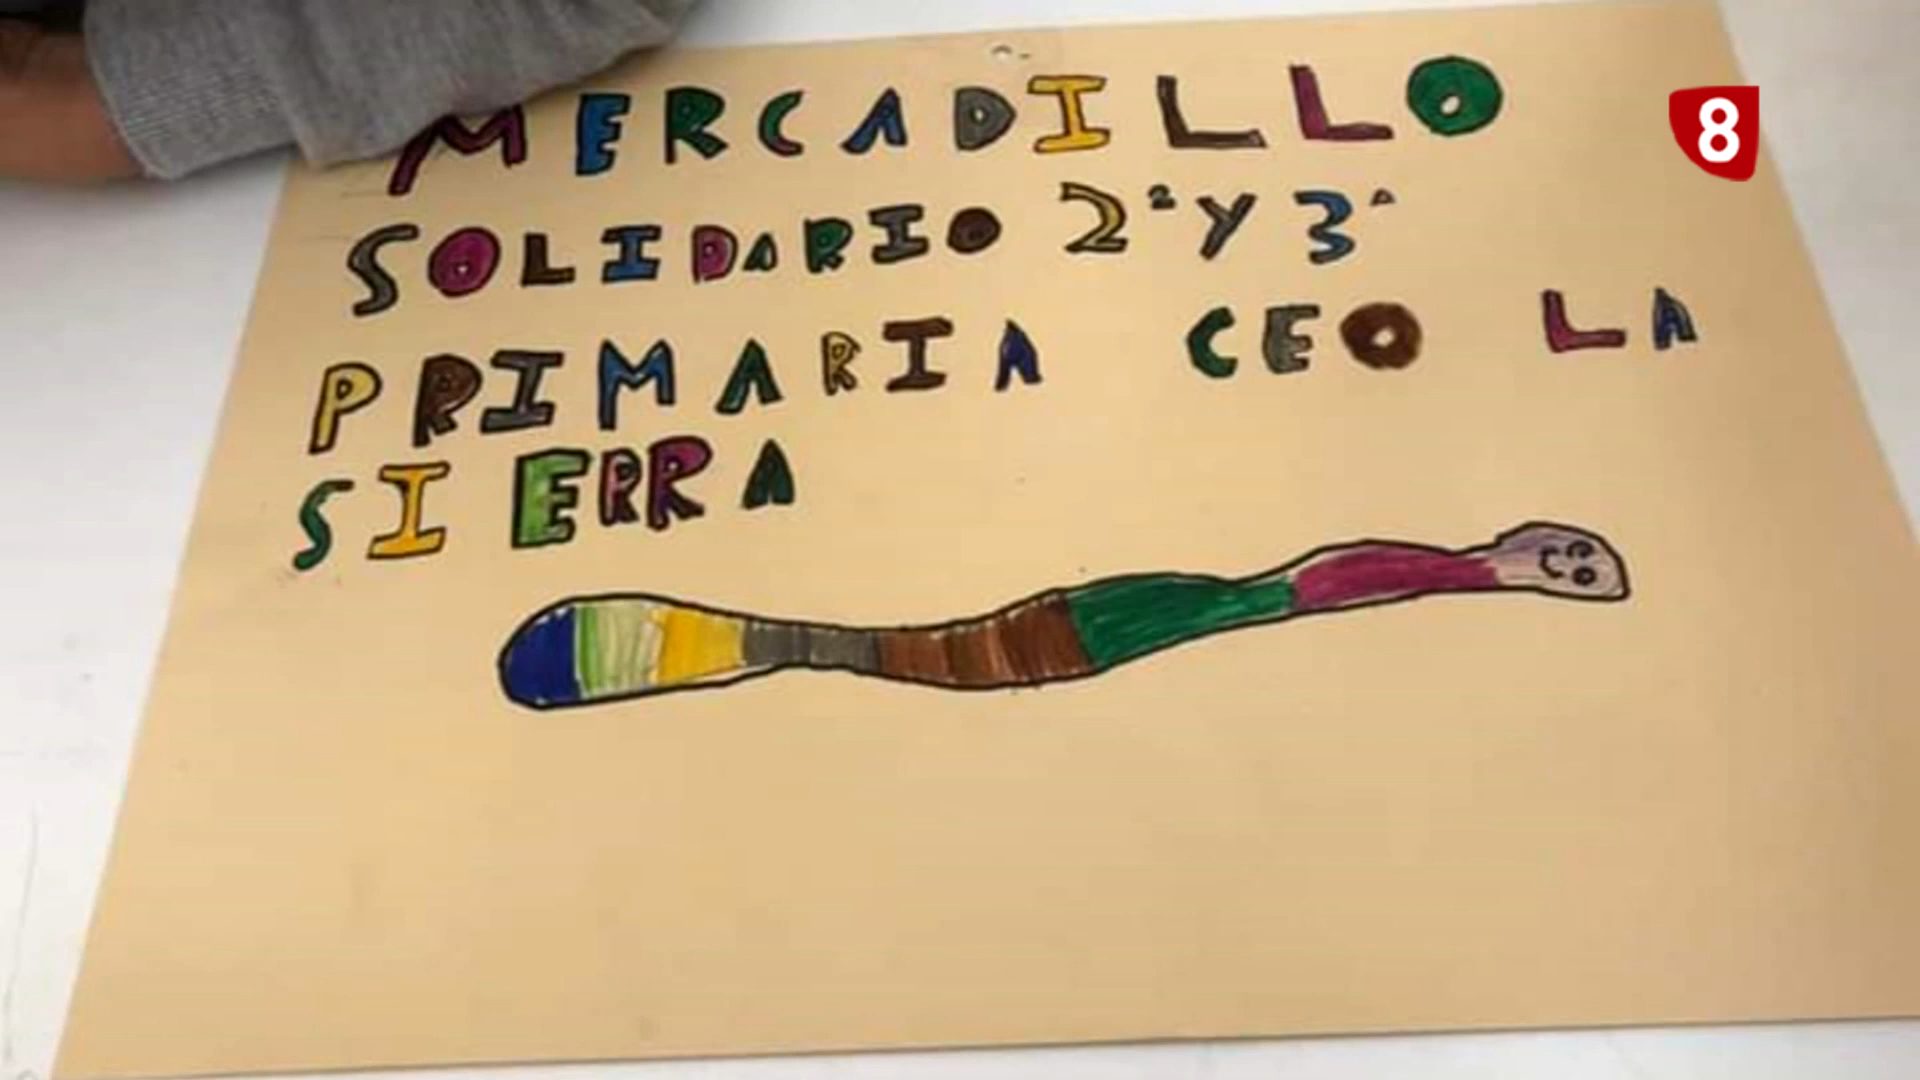 MERCADILLO
SOLIDARIO 2º Y 3º
PRIMARIA CEO LA
SIERRA
8